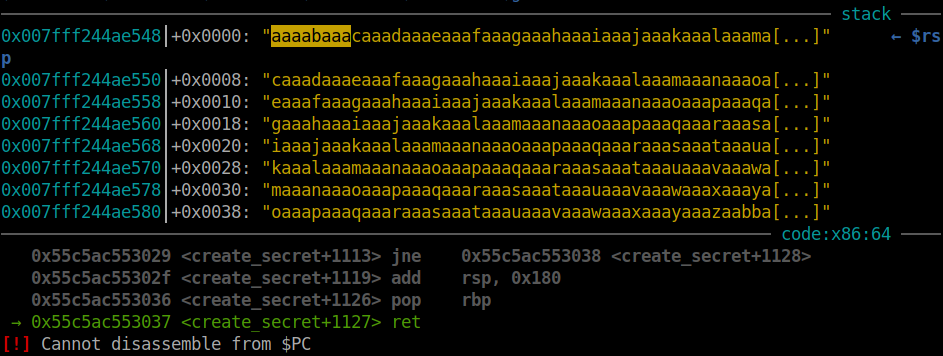 stack
0x007fff244ae548│+0x0000: "aaaabaaacaaadaaaeaaafaaagaaahaaaiaaajaaakaaalaaama[...]" ← $rs
p
0x007fff244ae550│+0x0008: "caaadaaaeaaafaaagaaahaaaiaaajaaakaaalaaamaaanaaaoa[...]"
0x007fff244ae558│+0x0010: "eaaafaaagaaahaaaiaaajaaakaaalaaamaaanaaaoaaapaaaqa[...]"
0x007fff244ae560│+0x0018: "gaaahaaaiaaajaaakaaalaaamaaanaaaoaaapaaaqaaaraaasa[...]"
0x007fff244ae568│+0x0020: "iaaajaaakaaalaaamaaanaaaoaaapaaaqaaaraaasaaataaaua[...]"
0x007fff244ae570│+0x0028: "kaaalaaamaaanaaaoaaapaaaqaaaraaasaaataaauaaavaaawa[...]"
0x007fff244ae578│+0x0030: "maaanaaaoaaapaaaqaaaraaasaaataaauaaavaaawaaaxaaaya[...]"
0x007fff244ae580│+0x0038: "oaaapaaaqaaaraaasaaataaauaaavaaawaaaxaaayaaazaabba[...]"
code:x86:64
0x55c5ac553029 <create_secret+1113> jne 0x55c5ac553038 <create_secret+1128>
0x55c5ac55302f <create_secret+1119> add rsp, 0x180
0x55c5ac553036 <create_secret+1126> pop rbp
→ 0x55c5ac553037 <create_secret+1127> ret
[!] Cannot disassemble from $PC